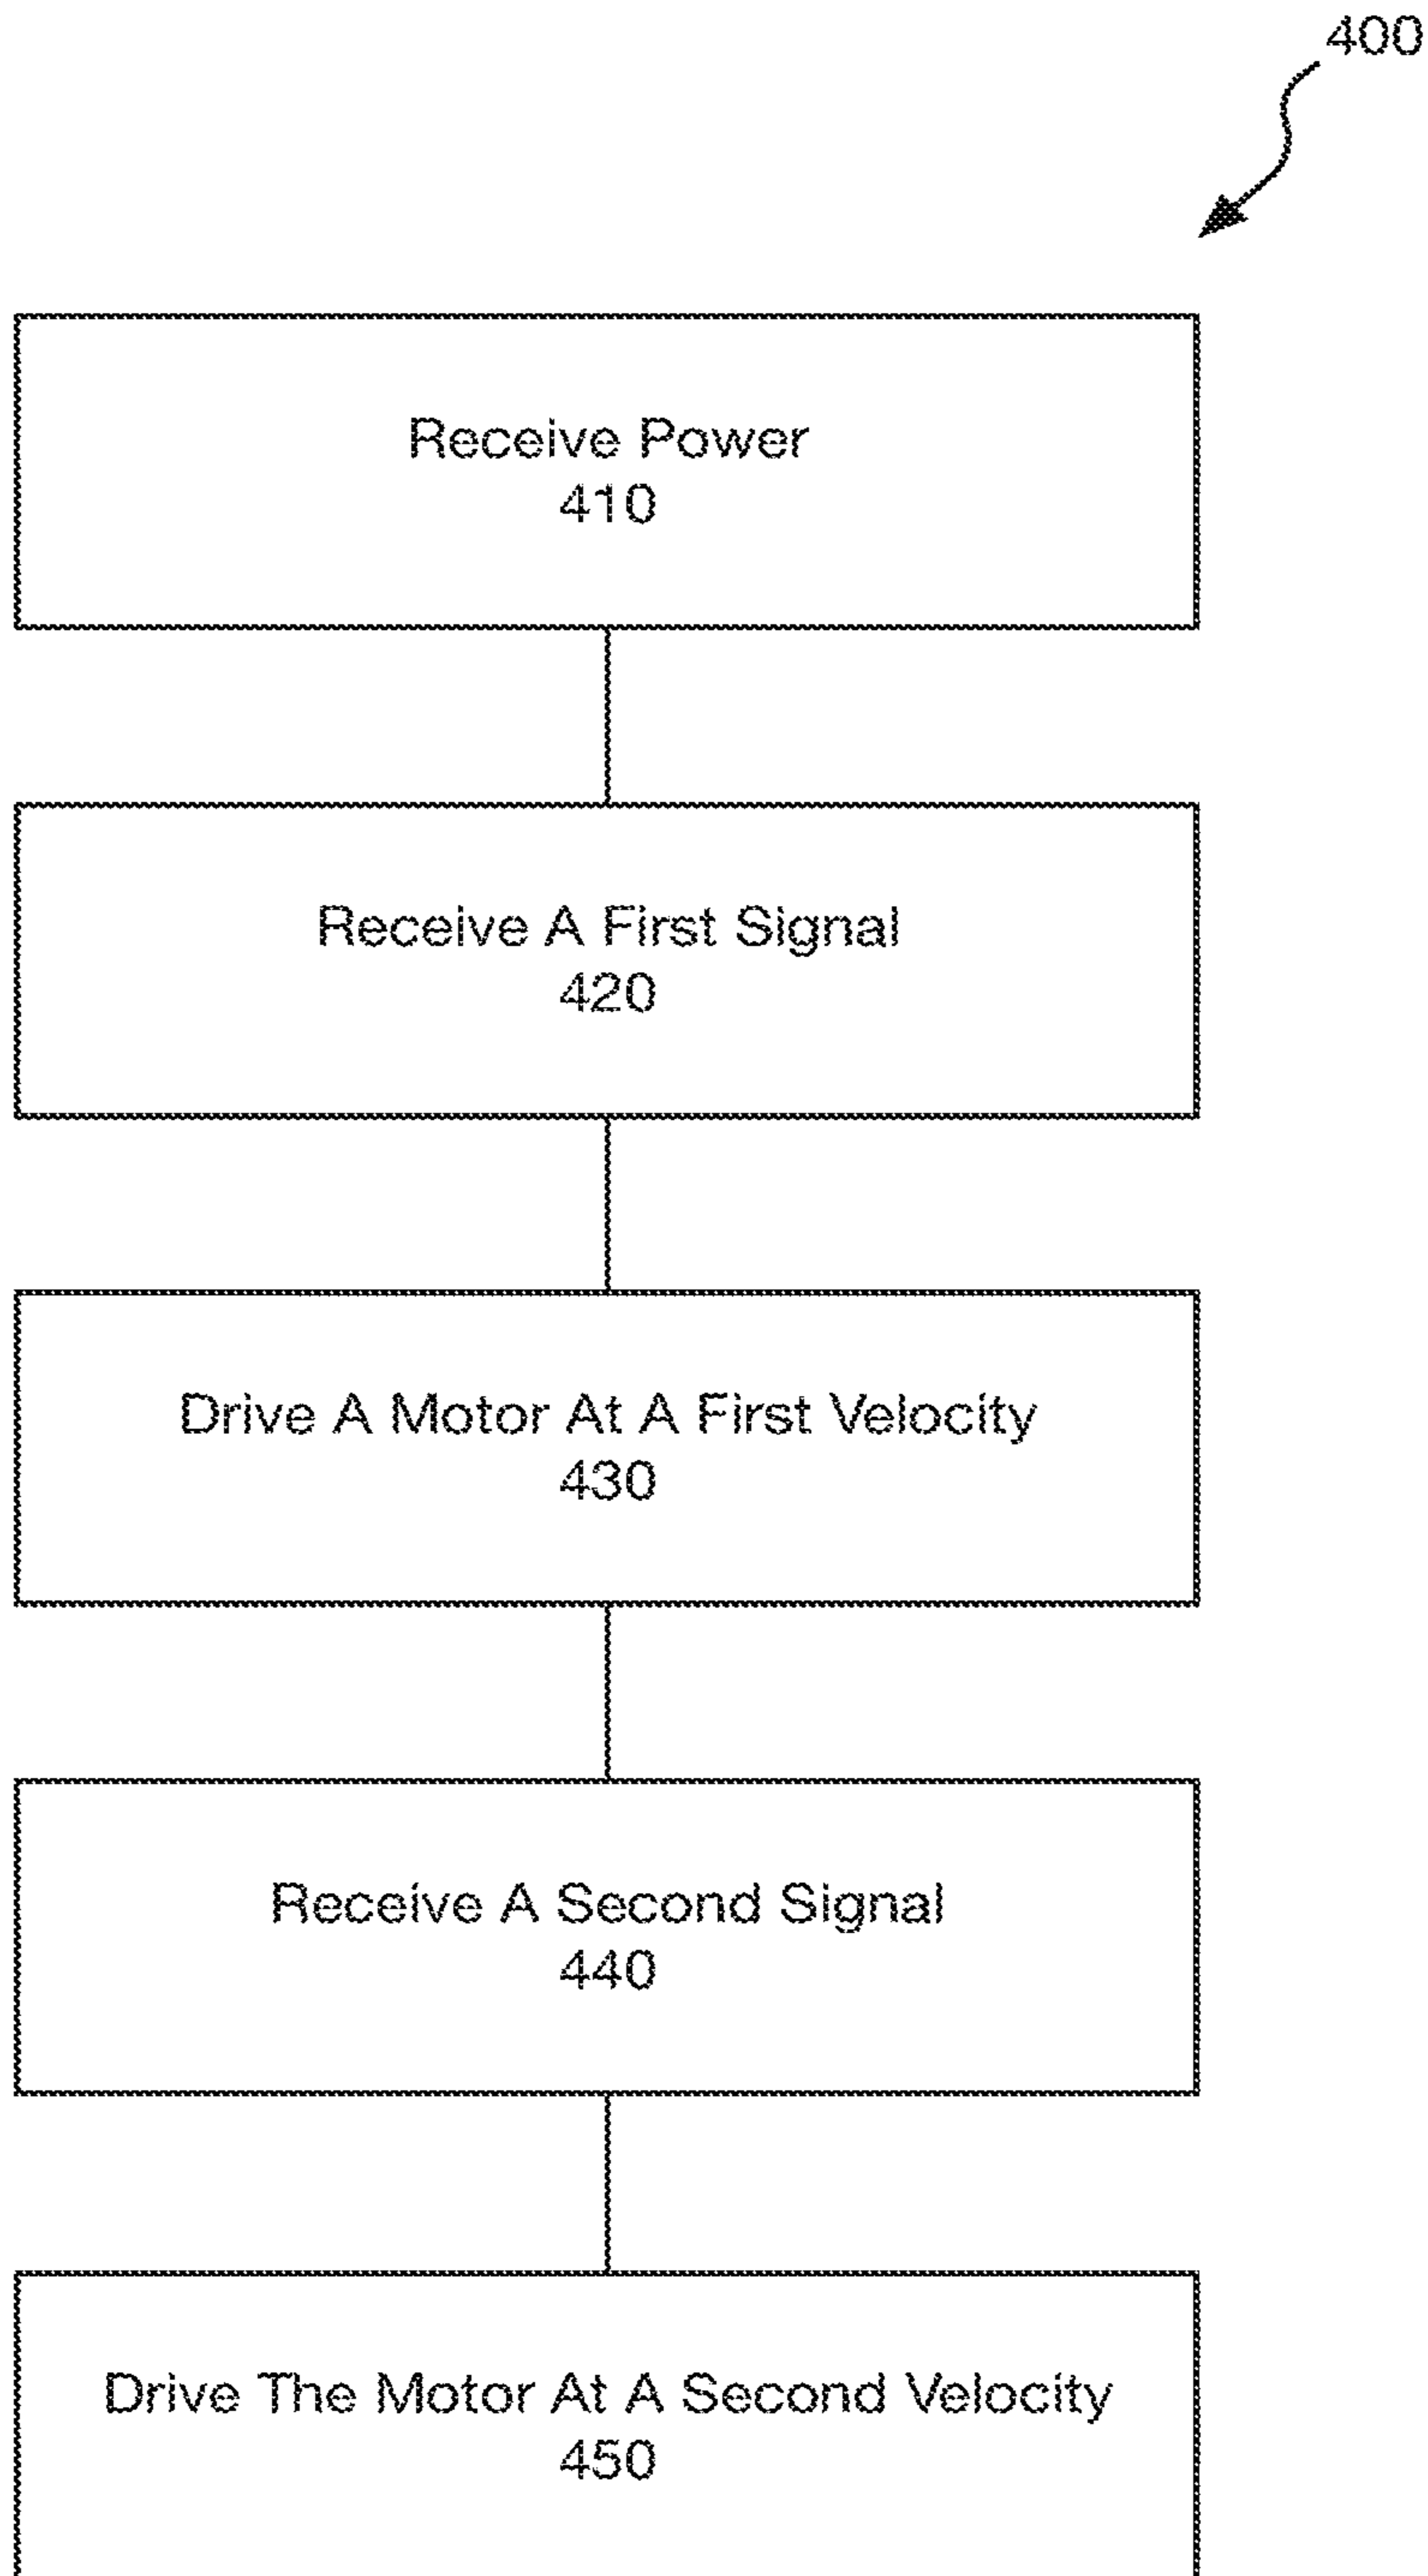 400
Receive Power
410
Receive A First Signal
420
Drive A Motor At A First Velocity
430
Receive A Second Signal
440
Drive The Motor At A Second Velocity
450